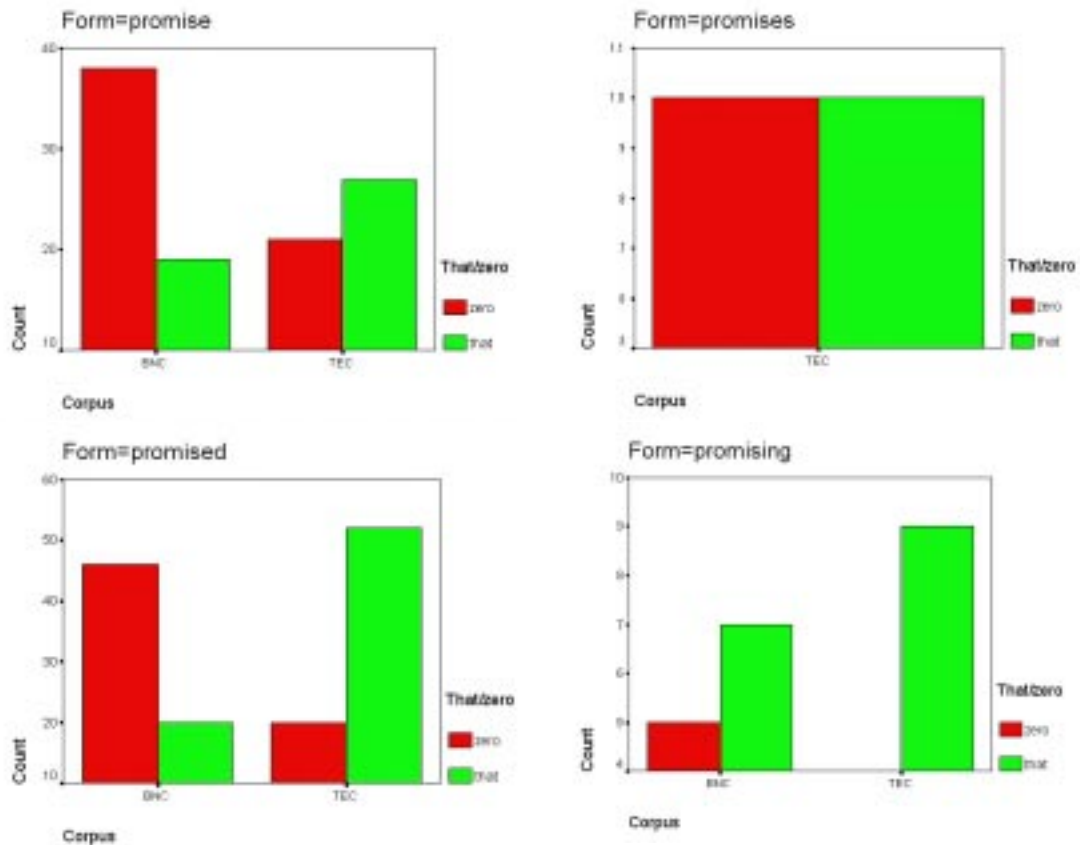 Form=promise
40
30
20
10
Count
BNC
TEC
Corpus
That/zero
zero
that
Form=promises
11
10
9
8
7
6
Count
TEC
Corpus
That/zero
zero
that
Form=promised
60
50
40
30
20
10
Count
BNC
TEC
Corpus
That/zero
zero
that
Form=promising
10
9
8
7
6
4
Count
BNC
TEC
Corpus
That/zero
zero
that